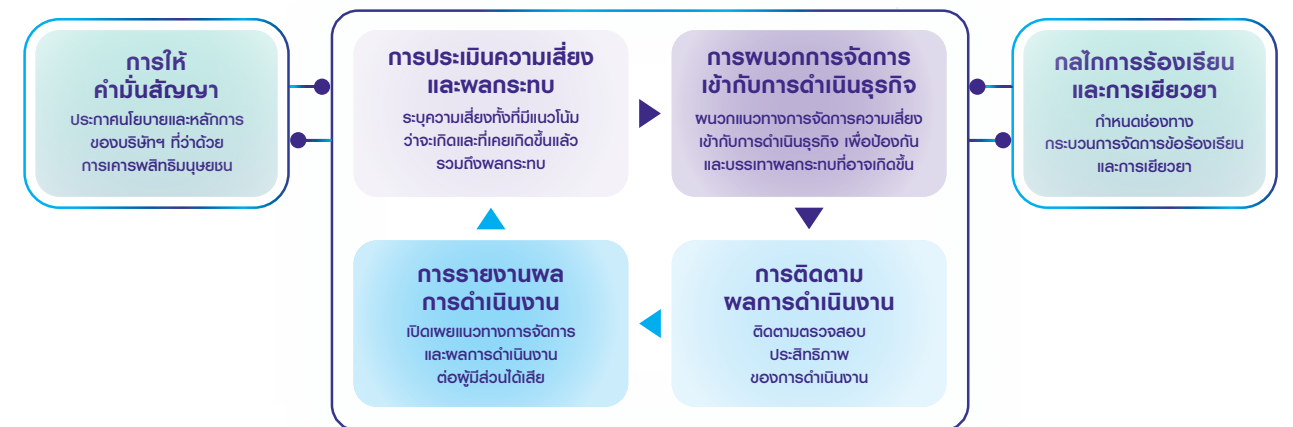 การให้
คำมั่นสัญญา
ประกาศนโยบายและหลักการ
ของบริษัทฯ ที่ว่าด้วย
การเคารพสิทธิมนุษยชน
การประเมินความเสี่ยง
และผลกระทบ
ระบุความเสี่ยงทั้งที่มีแนวโน้ม
ว่าจะเกิดและที่เคยเกิดขึ้นแล้ว
รวมถึงผลกระทบ
การผนวกการจัดการ
เข้ากับการดำเนินธุรกิจ
ผนวกแนวทางการจัดการความเสี่ยง
เข้ากับการดำเนินธุรกิจ เพื่อป้องกัน
และบรรเทาผลกระทบที่อาจเกิดขึ้น
การติดตาม
ผลการดำเนินงาน
ติดตามตรวจสอบ
ประสิทธิภาพ
ของการดำเนินงาน
การรายงานผล
การดำเนินงาน
เปิดเผยแนวทางการจัดการ
และผลการดำเนินงาน
ต่อผู้มีส่วนได้เสีย
กลไกการร้องเรียน
และการเยียวยา
กำหนดช่องทาง
กระบวนการจัดการข้อร้องเรียน
และการเยียวยา